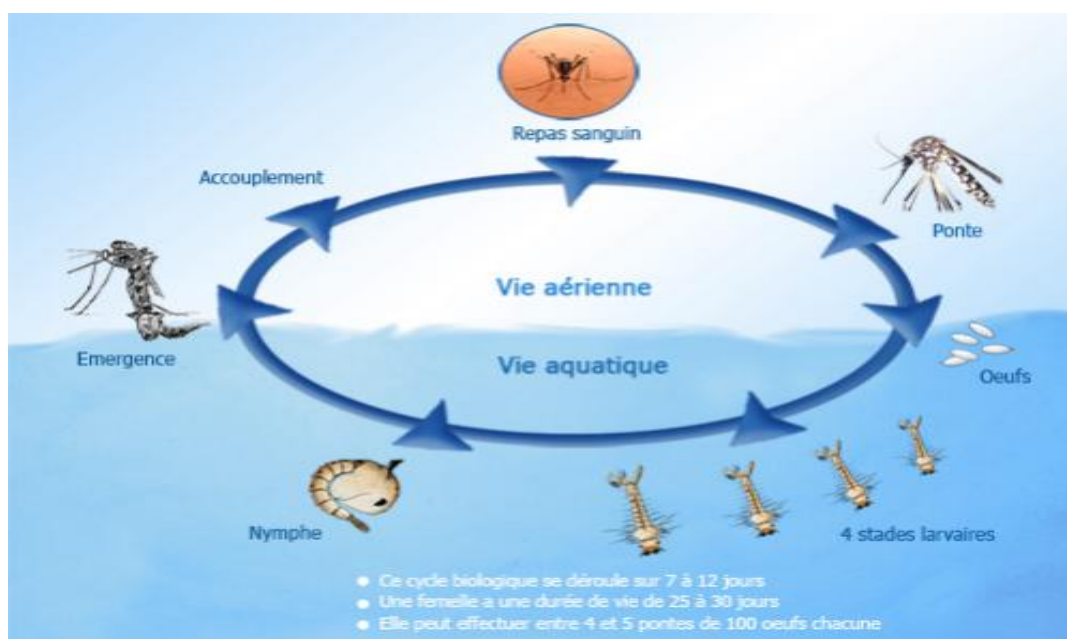 Repas sanguin
Accouplement
Ponte
Vie aérienne
Emergence
Vie aquatique
Oeufs
Nymphe
4 stades larvaires
Ce cycle biologique se déroule sur 7 à 12 jours
Une femelle a une durée de vie de 25 à 30 jours
Elle peut effectuer entre 4 et 5 pontes de 100 oeufs chacune